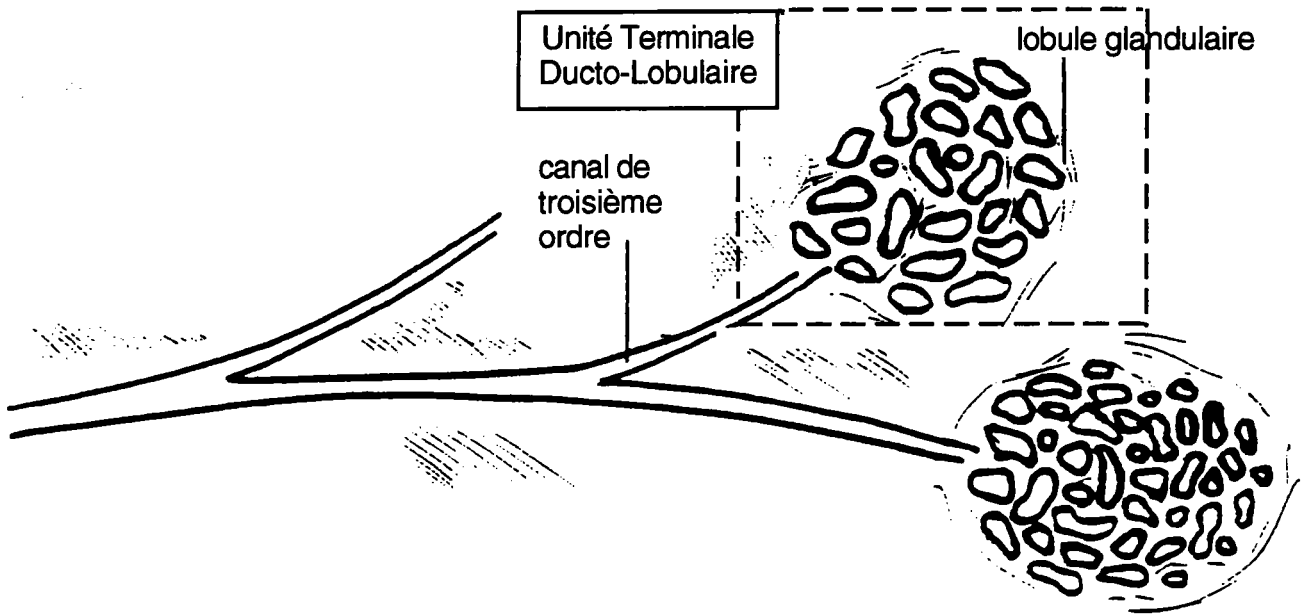 Unité Terminale
Ducto-Lobulaire
lobule glandulaire
canal de
troisième
ordre